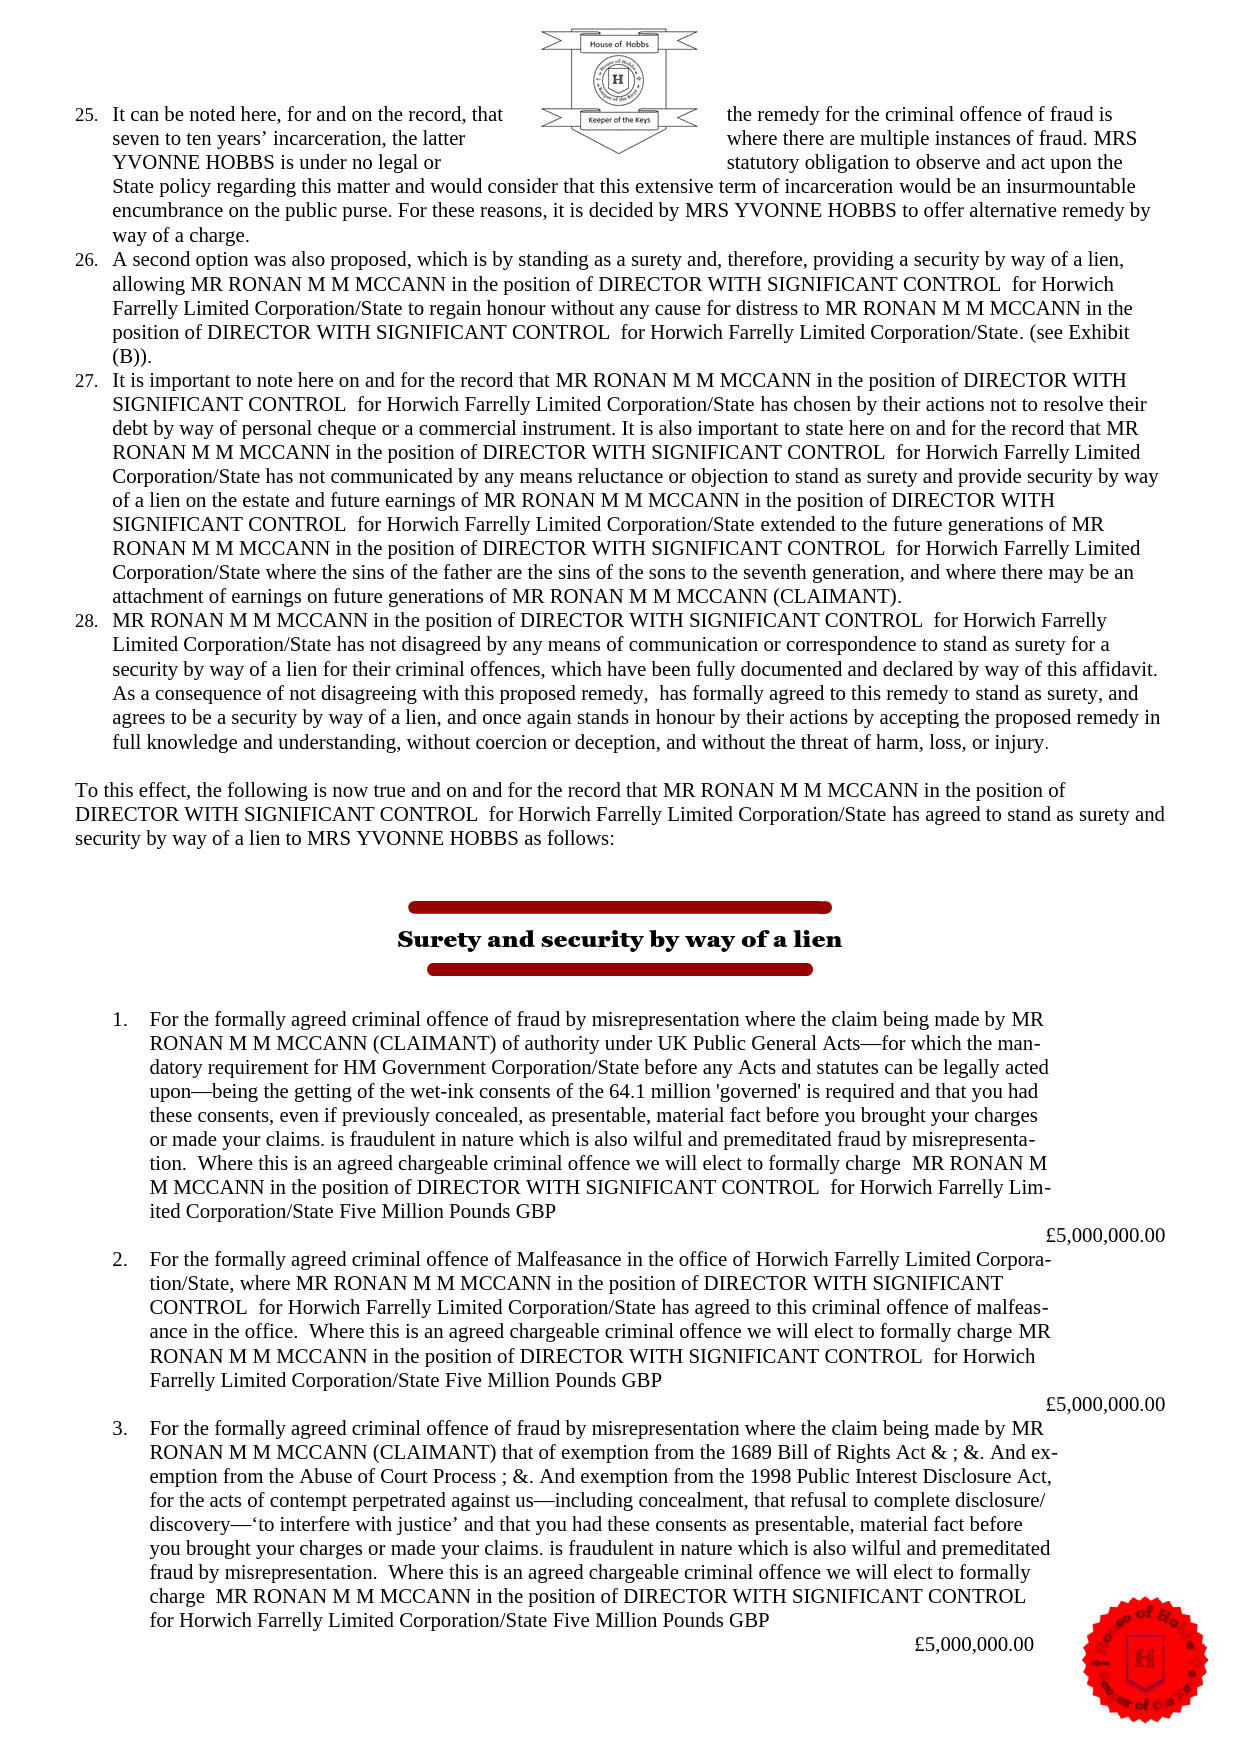 House of Hobbs
House of Hobbs
H
Keeper of the Keys
Keeper of the Keys
25. It can be noted here, for and on the record, that the remedy for the criminal offence of fraud is
seven to ten years’ incarceration, the latter where there are multiple instances of fraud. MRS
YVONNE HOBBS is under no legal or statutory obligation to observe and act upon the
State policy regarding this matter and would consider that this extensive term of incarceration would be an insurmountable
encumbrance on the public purse. For these reasons, it is decided by MRS YVONNE HOBBS to offer alternative remedy by
way of a charge.
26. A second option was also proposed, which is by standing as a surety and, therefore, providing a security by way of a lien,
allowing MR RONAN M M MCCANN in the position of DIRECTOR WITH SIGNIFICANT CONTROL for Horwich
Farrelly Limited Corporation/State to regain honour without any cause for distress to MR RONAN M M MCCANN in the
position of DIRECTOR WITH SIGNIFICANT CONTROL for Horwich Farrelly Limited Corporation/State. (see Exhibit
(B)).
27. It is important to note here on and for the record that MR RONAN M M MCCANN in the position of DIRECTOR WITH
SIGNIFICANT CONTROL for Horwich Farrelly Limited Corporation/State has chosen by their actions not to resolve their
debt by way of personal cheque or a commercial instrument. It is also important to state here on and for the record that MR
RONAN M M MCCANN in the position of DIRECTOR WITH SIGNIFICANT CONTROL for Horwich Farrelly Limited
Corporation/State has not communicated by any means reluctance or objection to stand as surety and provide security by way
of a lien on the estate and future earnings of MR RONAN M M MCCANN in the position of DIRECTOR WITH
SIGNIFICANT CONTROL for Horwich Farrelly Limited Corporation/State extended to the future generations of MR
RONAN M M MCCANN in the position of DIRECTOR WITH SIGNIFICANT CONTROL for Horwich Farrelly Limited
Corporation/State where the sins of the father are the sins of the sons to the seventh generation, and where there may be an
attachment of earnings on future generations of MR RONAN M M MCCANN (CLAIMANT).
28. MR RONAN M M MCCANN in the position of DIRECTOR WITH SIGNIFICANT CONTROL for Horwich Farrelly
Limited Corporation/State has not disagreed by any means of communication or correspondence to stand as surety for a
security by way of a lien for their criminal offences, which have been fully documented and declared by way of this affidavit.
As a consequence of not disagreeing with this proposed remedy, has formally agreed to this remedy to stand as surety, and
agrees to be a security by way of a lien, and once again stands in honour by their actions by accepting the proposed remedy in
full knowledge and understanding, without coercion or deception, and without the threat of harm, loss, or injury.
To this effect, the following is now true and on and for the record that MR RONAN M M MCCANN in the position of
DIRECTOR WITH SIGNIFICANT CONTROL for Horwich Farrelly Limited Corporation/State has agreed to stand as surety and
security by way of a lien to MRS YVONNE HOBBS as follows:
Surety and security by way of a lien
1. For the formally agreed criminal offence of fraud by misrepresentation where the claim being made by MR
RONAN M M MCCANN (CLAIMANT) of authority under UK Public General Acts—for which the man-
datory requirement for HM Government Corporation/State before any Acts and statutes can be legally acted
upon—being the getting of the wet-ink consents of the 64.1 million 'governed' is required and that you had
these consents, even if previously concealed, as presentable, material fact before you brought your charges
or made your claims. is fraudulent in nature which is also wilful and premeditated fraud by misrepresenta-
tion. Where this is an agreed chargeable criminal offence we will elect to formally charge MR RONAN M
M MCCANN in the position of DIRECTOR WITH SIGNIFICANT CONTROL for Horwich Farrelly Lim-
ited Corporation/State Five Million Pounds GBP
£5,000,000.00
2. For the formally agreed criminal offence of Malfeasance in the office of Horwich Farrelly Limited Corpora-
tion/State, where MR RONAN M M MCCANN in the position of DIRECTOR WITH SIGNIFICANT
CONTROL for Horwich Farrelly Limited Corporation/State has agreed to this criminal offence of malfeas-
ance in the office. Where this is an agreed chargeable criminal offence we will elect to formally charge MR
RONAN M M MCCANN in the position of DIRECTOR WITH SIGNIFICANT CONTROL for Horwich
Farrelly Limited Corporation/State Five Million Pounds GBP
£5,000,000.00
3. For the formally agreed criminal offence of fraud by misrepresentation where the claim being made by MR
RONAN M M MCCANN (CLAIMANT) that of exemption from the 1689 Bill of Rights Act & ; &. And ex-
emption from the Abuse of Court Process ; &. And exemption from the 1998 Public Interest Disclosure Act,
for the acts of contempt perpetrated against us—including concealment, that refusal to complete disclosure/
discovery—‘to interfere with justice’ and that you had these consents as presentable, material fact before
you brought your charges or made your claims. is fraudulent in nature which is also wilful and premeditated
fraud by misrepresentation. Where this is an agreed chargeable criminal offence we will elect to formally
charge MR RONAN M M MCCANN in the position of DIRECTOR WITH SIGNIFICANT CONTROL
for Horwich Farrelly Limited Corporation/State Five Million Pounds GBP
£5,000,000.00
House of Hobbs
H
Keeper of the Keys